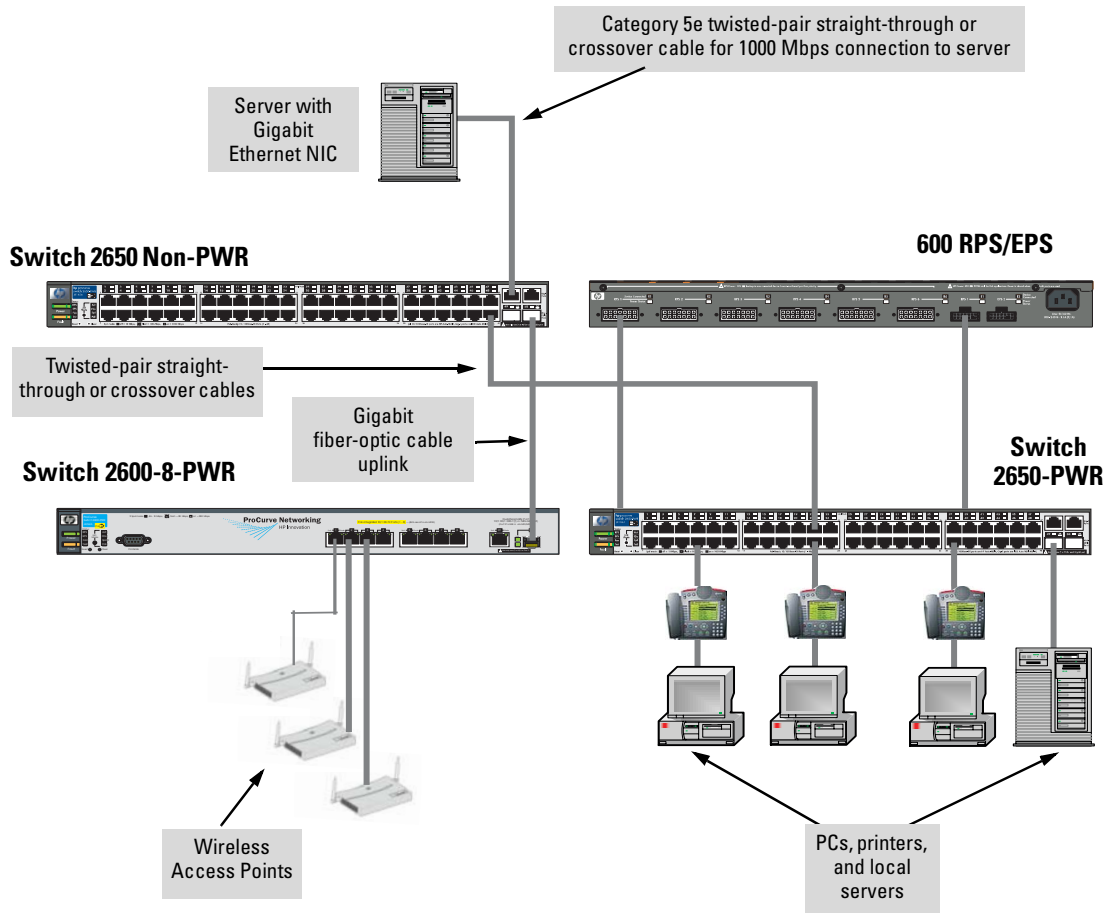 Category 5e twisted-pair straight-through or
crossover cable for 1000 Mbps connection to server
Server with
Gigabit
Ethernet NIC
Switch 2650 Non-PWR
600 RPS/EPS
Twisted-pair straight-
through or crossover cables
Gigabit
fiber-optic cable
uplink
Switch 2600-8-PWR
Switch
2650-PWR
ProCurve Networking
HP Innovation
Wireless
Access Points
PCs, printers,
and local
servers